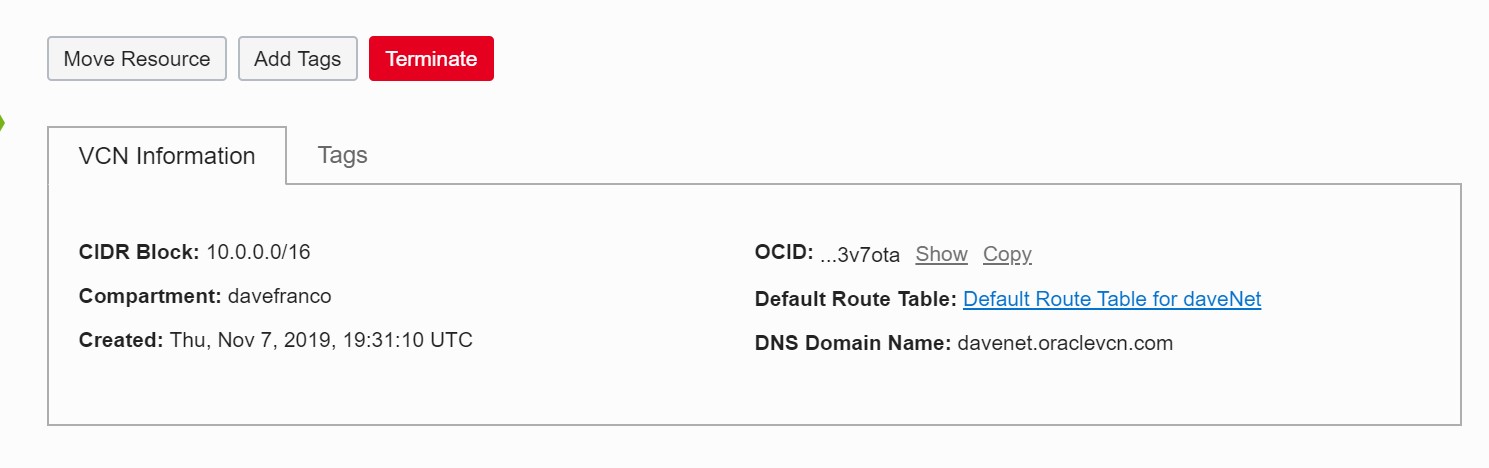 Move Resource Add Tags Terminate
VCN Information Tags
CIDR Block: 10.0.0.0/16
Compartment: davefranco
Created: Thu, Nov 7, 2019, 19:31:10 UTC
OCID: ...3v7ota Show Copy
Default Route Table: Default Route Table for daveNet
DNS Domain Name: davenet.oraclevcn.com